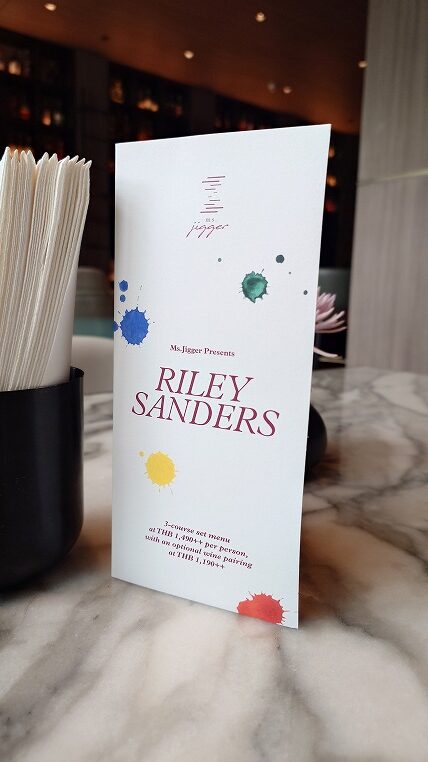 ms.
jigger
Ms.Jigger Presents
RILEY
SANDERS
3-course set menu
at THB 1,490++ per person,
with an optional wine pairing
at THB 1,190++